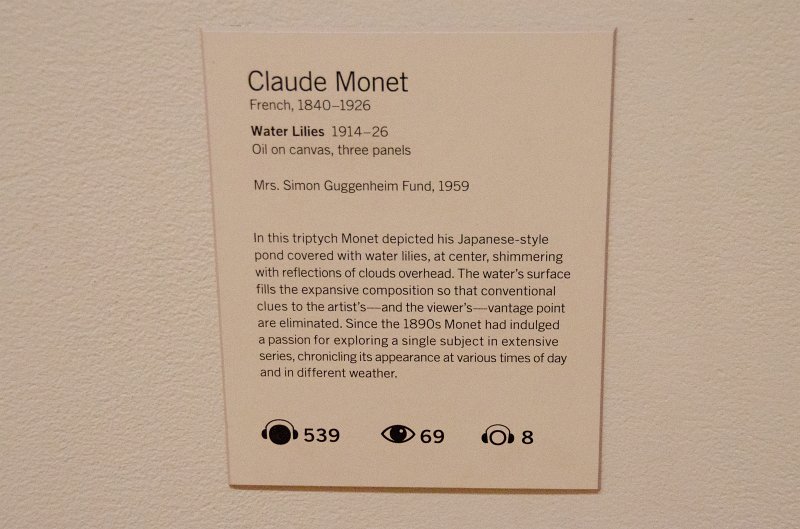 Claude Monet
French, 1840–1926
Water Lilies 1914–26
Oil on canvas, three panels
Mrs. Simon Guggenheim Fund, 1959
In this triptych Monet depicted his Japanese-style
pond covered with water lilies, at center, shimmering
with reflections of clouds overhead. The water's surface
fills the expansive composition so that conventional
clues to the artist's—and the viewer's—vantage point
are eliminated. Since the 1890s Monet had indulged
a passion for exploring a single subject in extensive
series, chronicling its appearance at various times of day
and in different weather.
539 69 8